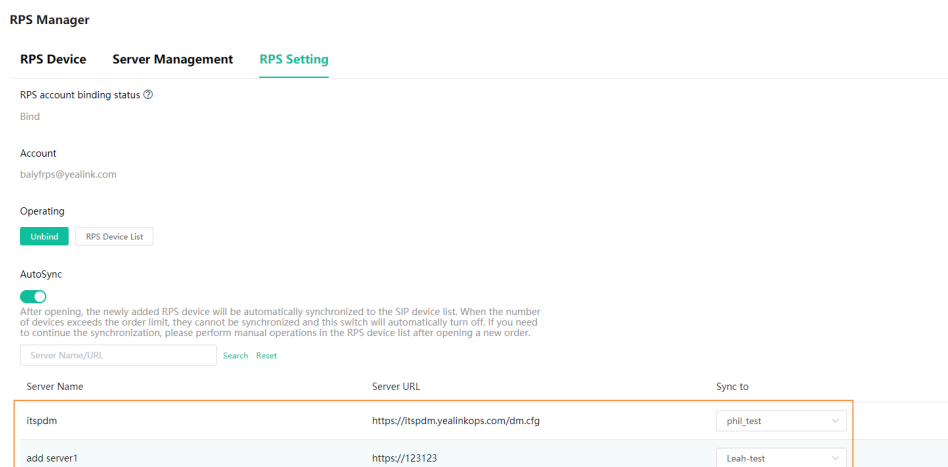 RPS Manager
RPS Device Server Management RPS Setting
RPS account binding status ?
Bind
Account
balyfrps@yealink.com
Operating
Unbind RPS Device List
AutoSync
After opening, the newly added RPS device will be automatically synchronized to the SIP device list. When the number
of devices exceeds the order limit, they cannot be synchronized and this switch will automatically turn off. If you need
to continue the synchronization, please perform manual operations in the RPS device list after opening a new order.
Server Name/URL Search Reset
Server Name Server URL Sync to
itspdm https://itspdm.yealinkops.com/dm.cfg phil_test
add server1 https://123123 Leah-test